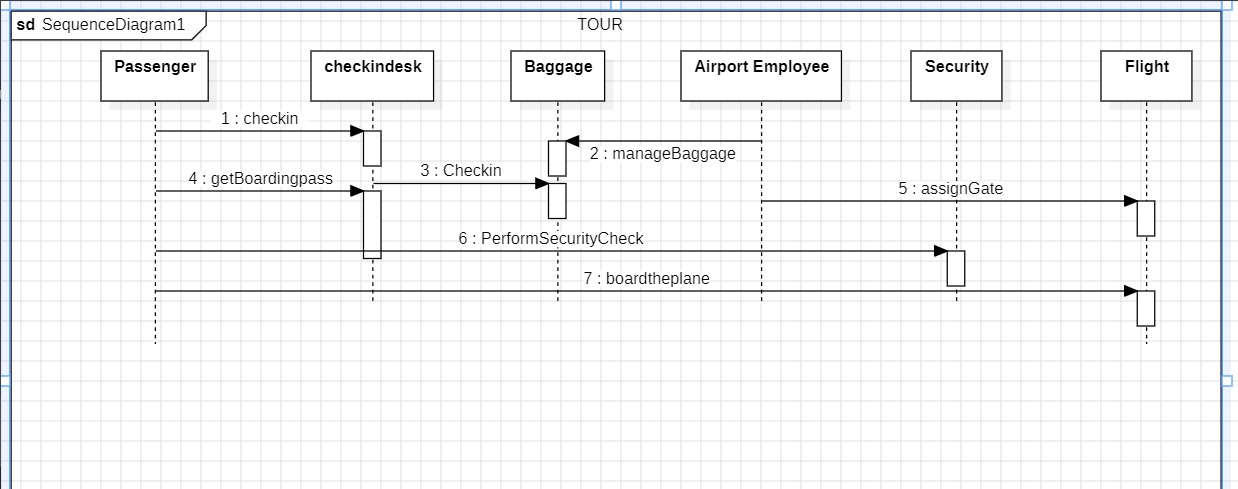 sd SequenceDiagram1
TOUR
Passenger
checkindesk
Baggage
Airport Employee
Security
Flight
1 : checkin
2 : manageBaggage
3 : Checkin
4 : getBoardingpass
5 : assignGate
6 : PerformSecurityCheck
7 : boardtheplane